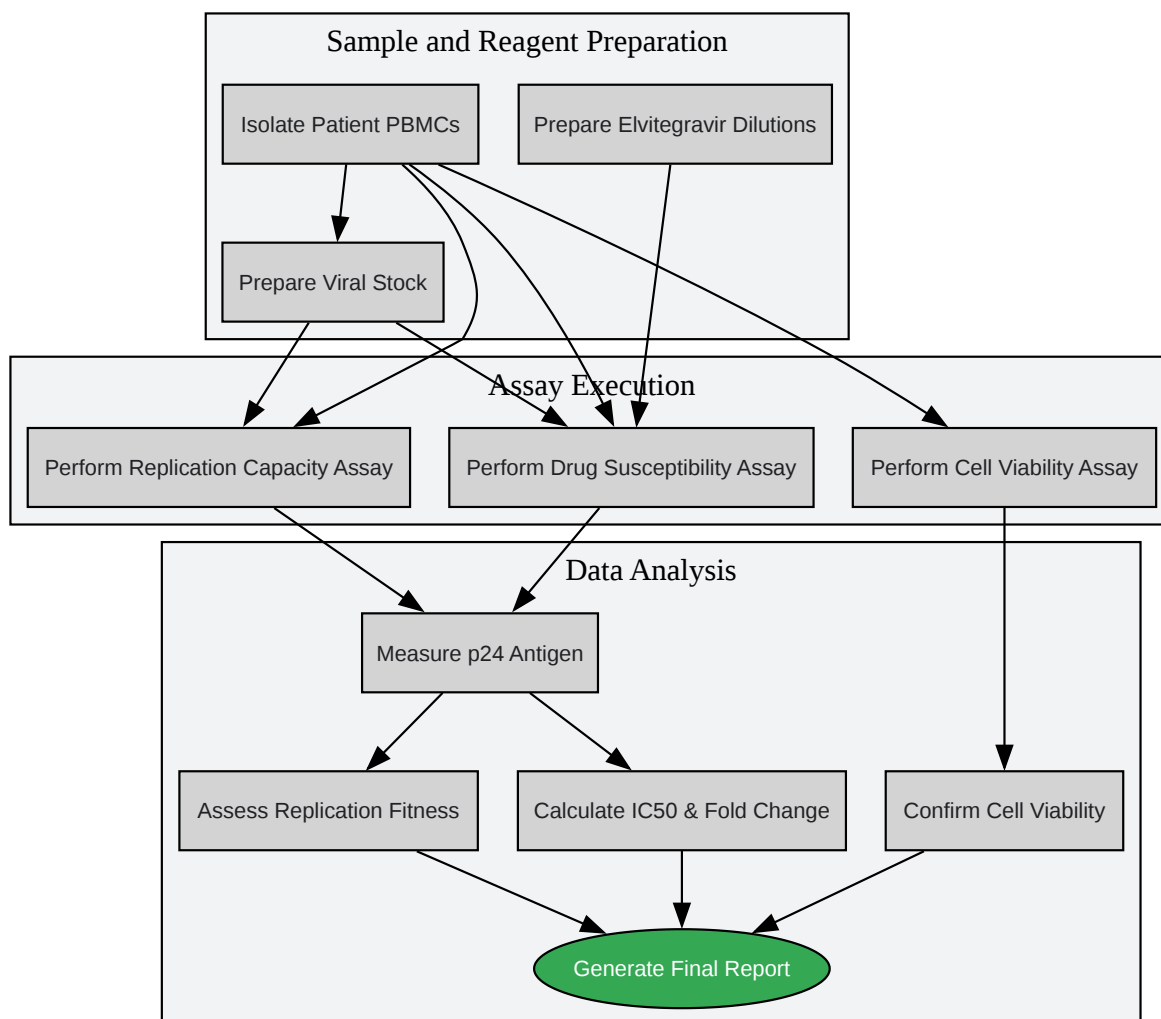 Sample and Reagent Preparation
Isolate Patient PBMCs
Prepare Elvitegravir Dilutions
Prepare Viral Stock
Assay Execution
Perform Replication Capacity Assay
Perform Drug Susceptibility Assay
Perform Cell Viability Assay
Data Analysis
Measure p24 Antigen
Assess Replication Fitness
Calculate IC50 & Fold Change
Confirm Cell Viability
Generate Final Report